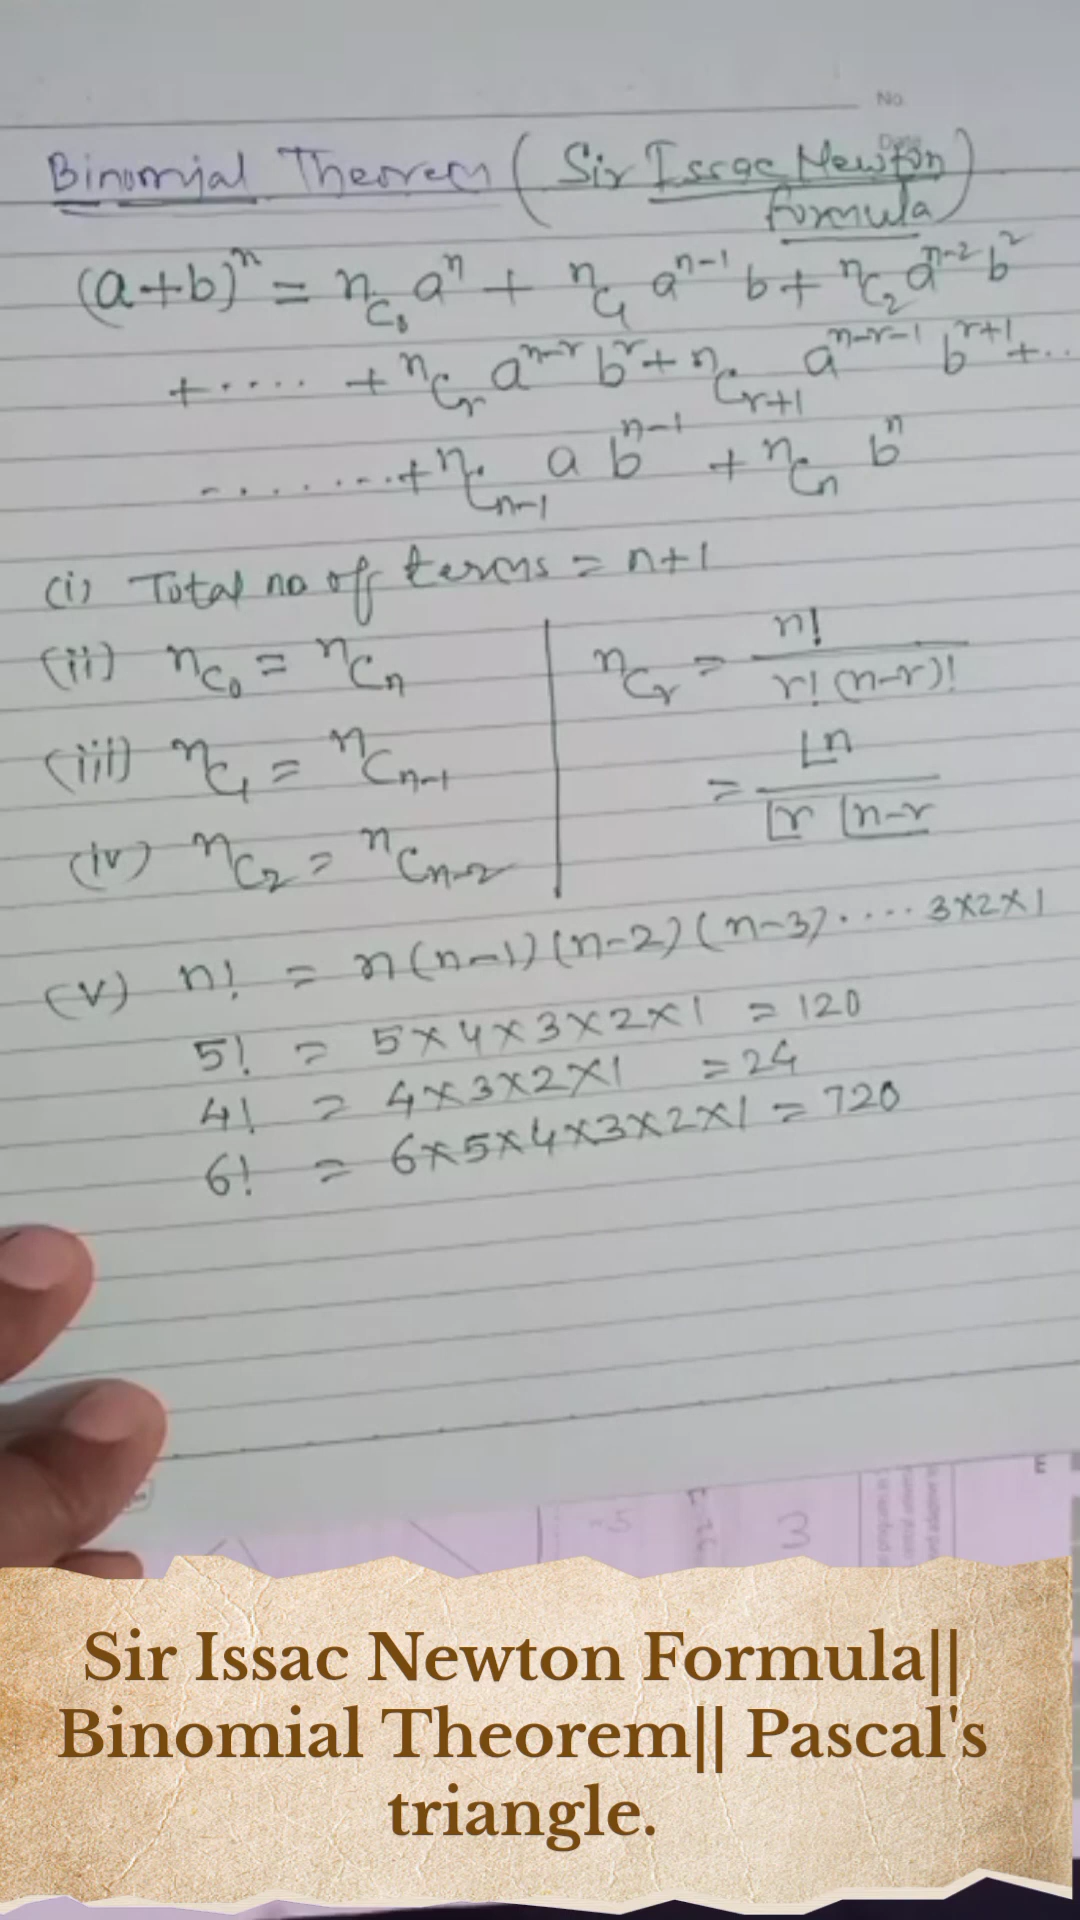 No.
Binomial Theorem (Sir Issac Newton
formula)
(a+b)ⁿ = ⁿC₀ aⁿ + ⁿC₁ aⁿ⁻¹ b + ⁿC₂ aⁿ⁻² b²
+ .... + ⁿCᵣ aⁿ⁻ʳ bʳ + ⁿCᵣ₊₁ aⁿ⁻ʳ⁻¹ bʳ⁺¹ + ..
........+ ⁿCₙ₋₁ a bⁿ⁻¹ + ⁿCₙ bⁿ
(i) Total no off terms = n+1
(ii) ⁿC₀ = ⁿCₙ | ⁿCᵣ = n! / r! (n-r)!
(iii) ⁿC₁ = ⁿCₙ₋₁ | = ⌊n / ⌊r ⌊n-r
(iv) ⁿC₂ = ⁿCₙ₋₂
(v) n! = n(n-1)(n-2)(n-3)..... 3×2×1
5! = 5×4×3×2×1 = 120
4! = 4×3×2×1 = 24
6! = 6×5×4×3×2×1 = 720
E
3
Sir Issac Newton Formula||
Binomial Theorem|| Pascal's
triangle.